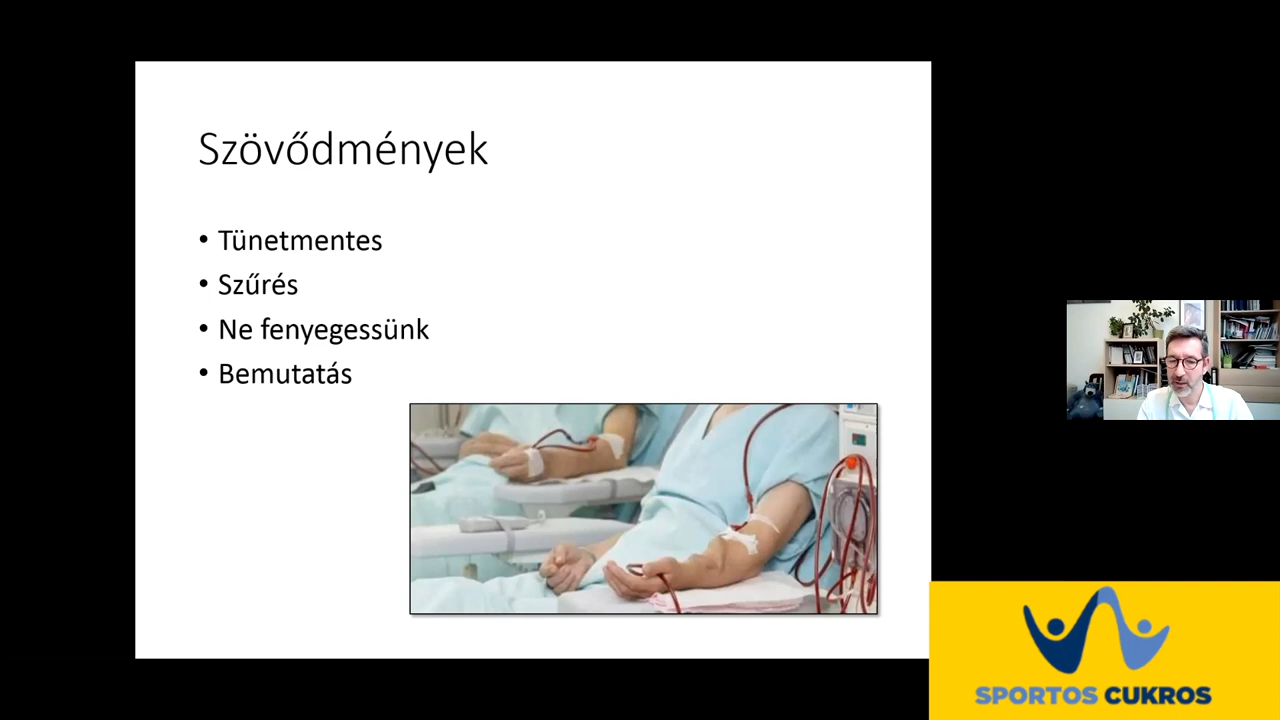 Szövődmények
• Tünetmentes
• Szűrés
• Ne fenyegessünk
• Bemutatás
SPORTOS CUKROS